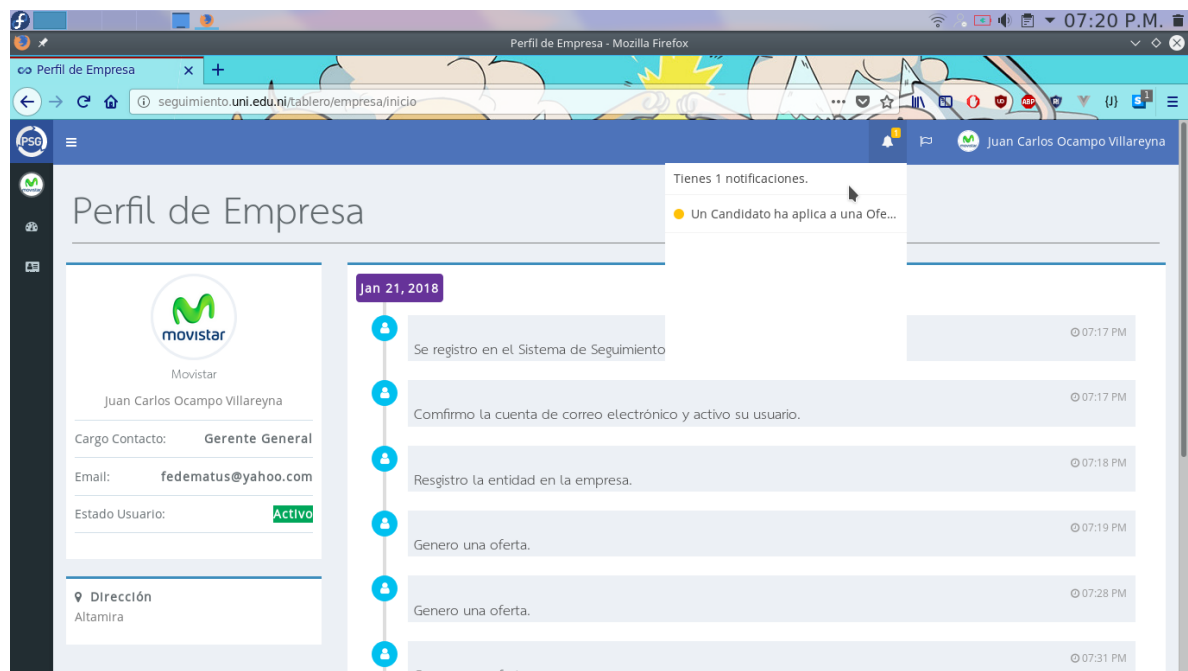 07:20 P.M.
Perfil de Empresa - Mozilla Firefox
Perfil de Empresa
seguimiento.uni.edu.ni/tablero/empresa/inicio
ABP
{J}
S 1
PSG
1
Juan Carlos Ocampo Villareyna
Tienes 1 notificaciones.
Un Candidato ha aplica a una Ofe...
Perfil de Empresa
movistar
Movistar
Juan Carlos Ocampo Villareyna
Cargo Contacto: Gerente General
Email: fedematus@yahoo.com
Estado Usuario: Activo
Dirección
Altamira
Jan 21, 2018
07:17 PM
Se registro en el Sistema de Seguimiento
07:17 PM
Comfirmo la cuenta de correo electrónico y activo su usuario.
07:18 PM
Resgistro la entidad en la empresa.
07:19 PM
Genero una oferta.
07:28 PM
Genero una oferta.
07:31 PM